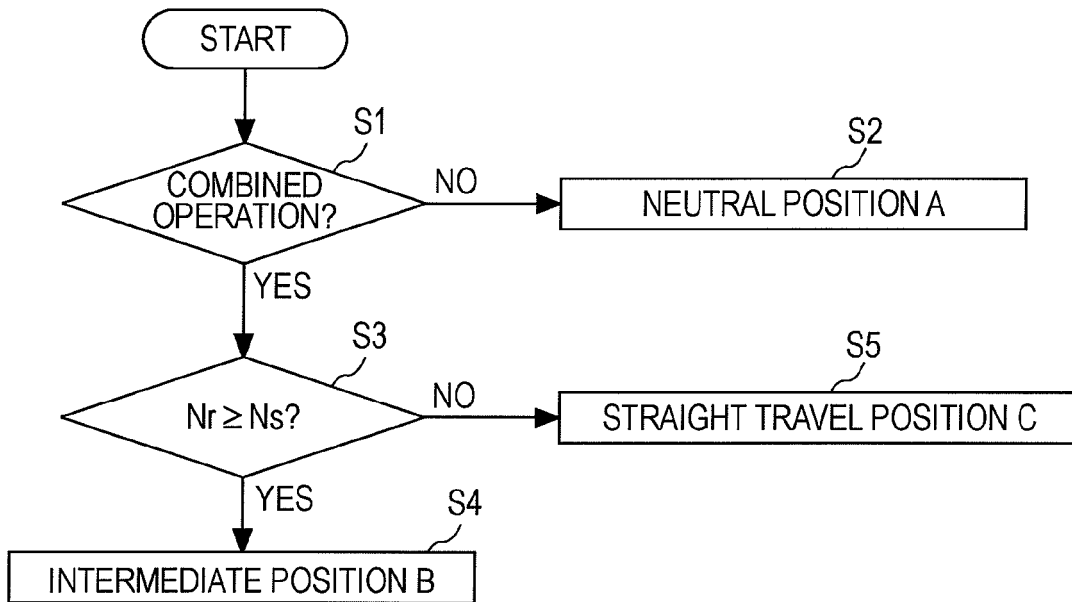 START
S1
COMBINED
OPERATION?
NO
S2
NEUTRAL POSITION A
YES
S3
Nr ≥ Ns?
NO
S5
STRAIGHT TRAVEL POSITION C
YES
S4
INTERMEDIATE POSITION B